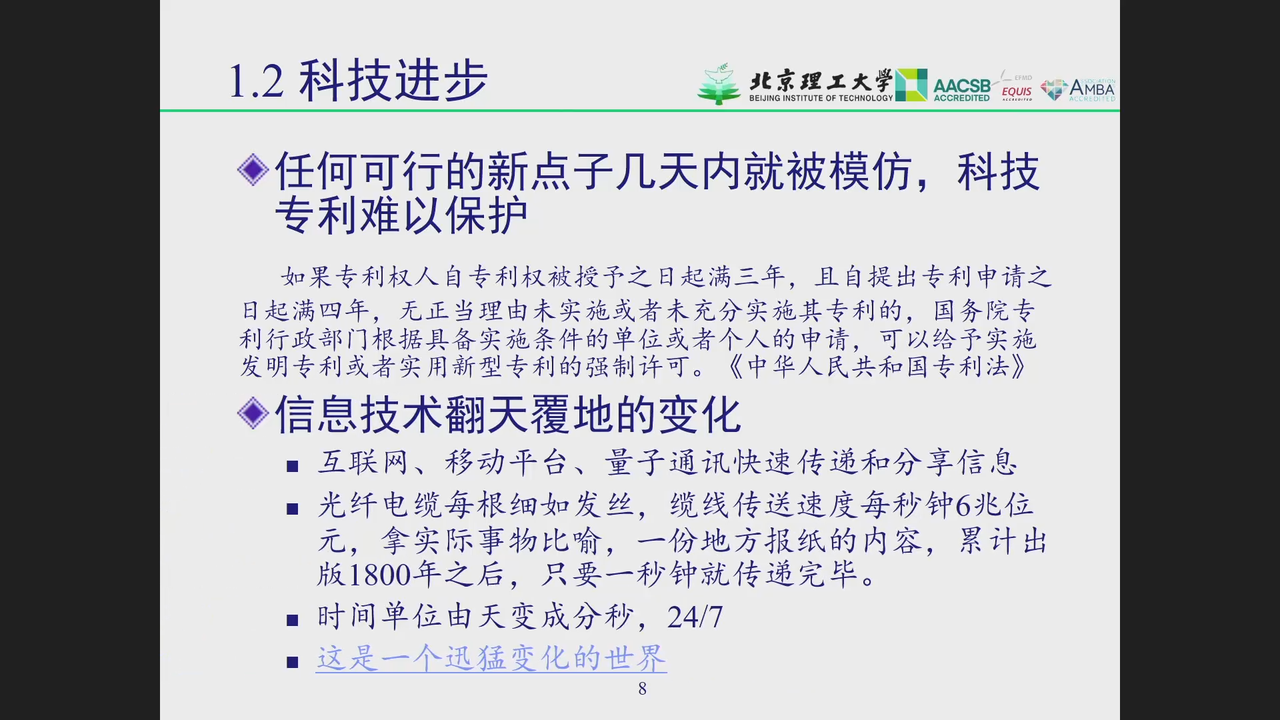 1.2 科技进步
北京理工大学
BEIJING INSTITUTE OF TECHNOLOGY
AACSB
ACCREDITED
EFMD
EQUIS
ACCREDITED
ASSOCIATION
AMBA
ACCREDITED
任何可行的新点子几天内就被模仿，科技
专利难以保护
如果专利权人自专利权被授予之日起满三年，且自提出专利申请之
日起满四年，无正当理由未实施或者未充分实施其专利的，国务院专
利行政部门根据具备实施条件的单位或者个人的申请，可以给予实施
发明专利或者实用新型专利的强制许可。《中华人民共和国专利法》
信息技术翻天覆地的变化
互联网、移动平台、量子通讯快速传递和分享信息
光纤电缆每根细如发丝，缆线传送速度每秒钟6兆位
元，拿实际事物比喻，一份地方报纸的内容，累计出
版1800年之后，只要一秒钟就传递完毕。
时间单位由天变成分秒，24/7
这是一个迅猛变化的世界
8